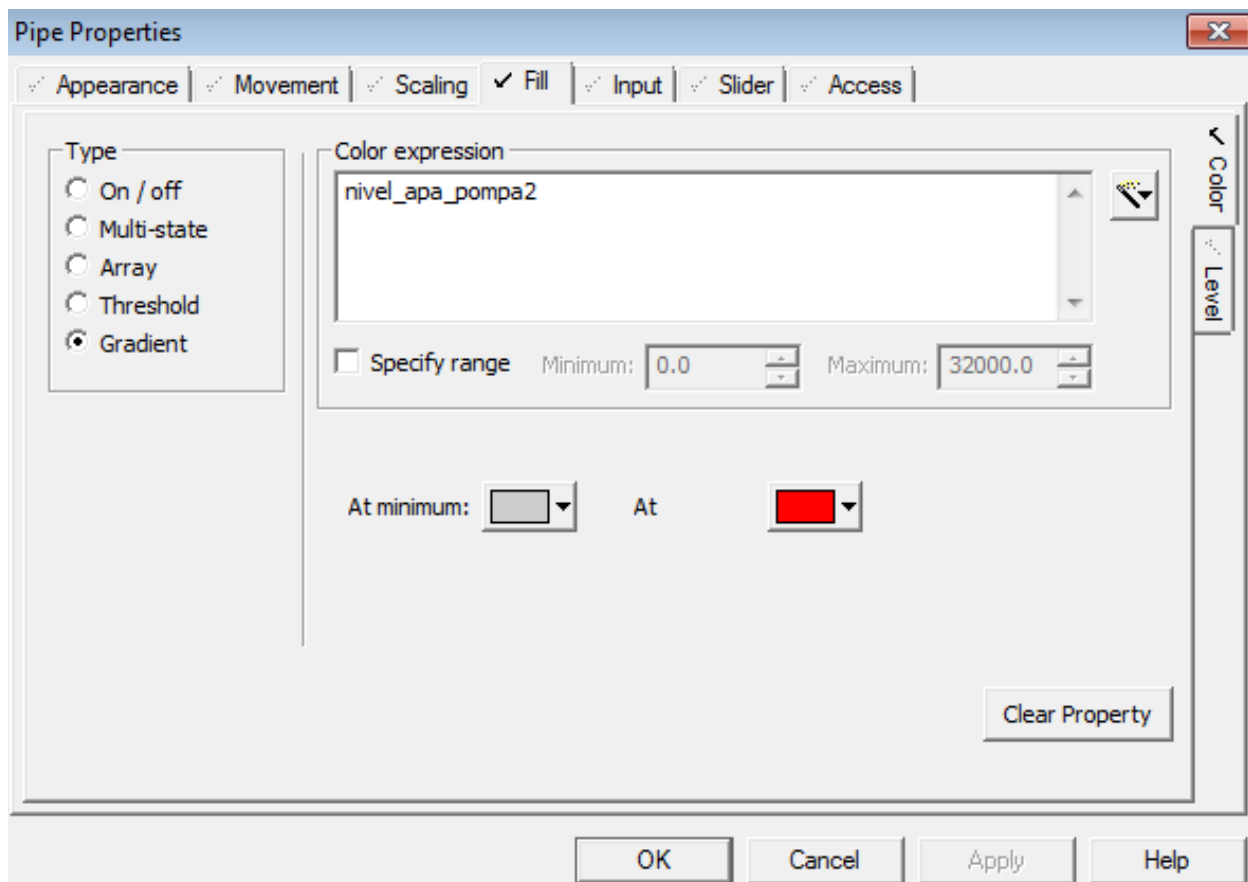 Pipe Properties
Appearance Movement Scaling Fill Input Slider Access
Type
On / off
Multi-state
Array
Threshold
Gradient
Color expression
nivel_apa_pompa2
Specify range Minimum: 0.0 Maximum: 32000.0
At minimum: At
Clear Property
Color
Level
OK Cancel Apply Help